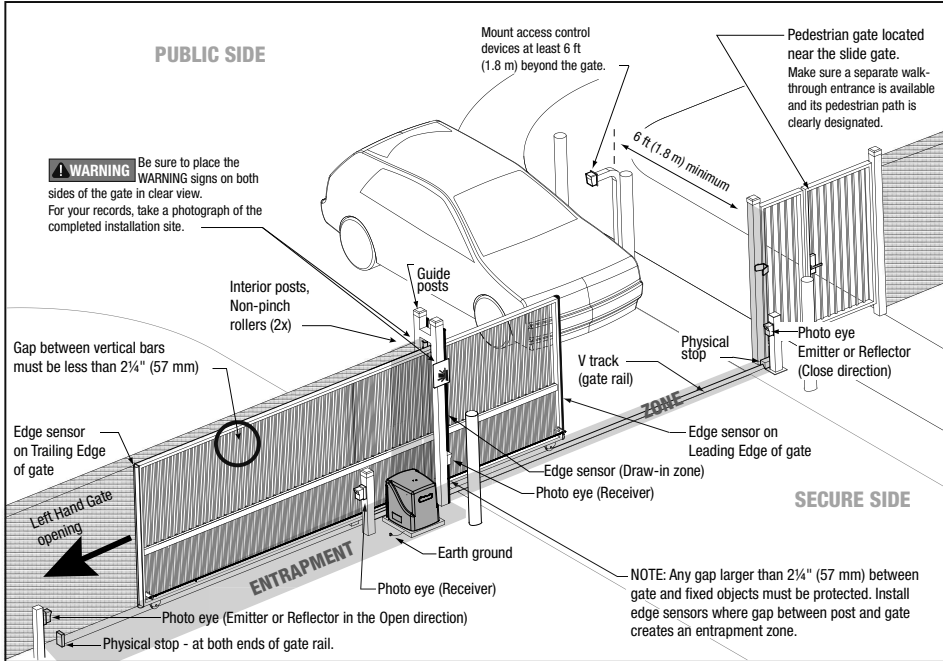 PUBLIC SIDE
Mount access control
devices at least 6 ft
(1.8 m) beyond the gate.
Pedestrian gate located
near the slide gate.
Make sure a separate walk-
through entrance is available
and its pedestrian path is
clearly designated.
6 ft (1.8 m) minimum
WARNING Be sure to place the
WARNING signs on both
sides of the gate in clear view.
For your records, take a photograph of the
completed installation site.
Guide
posts
Interior posts,
Non-pinch
rollers (2x)
Gap between vertical bars
must be less than 2¼" (57 mm)
Physical
stop
Photo eye
Emitter or Reflector
(Close direction)
V track
(gate rail)
ZONE
Edge sensor
on Trailing Edge
of gate
Edge sensor on
Leading Edge of gate
Edge sensor (Draw-in zone)
Photo eye (Receiver)
SECURE SIDE
Left Hand Gate
opening
Earth ground
ENTRAPMENT
Photo eye (Receiver)
NOTE: Any gap larger than 2¼" (57 mm) between
gate and fixed objects must be protected. Install
edge sensors where gap between post and gate
creates an entrapment zone.
Photo eye (Emitter or Reflector in the Open direction)
Physical stop - at both ends of gate rail.